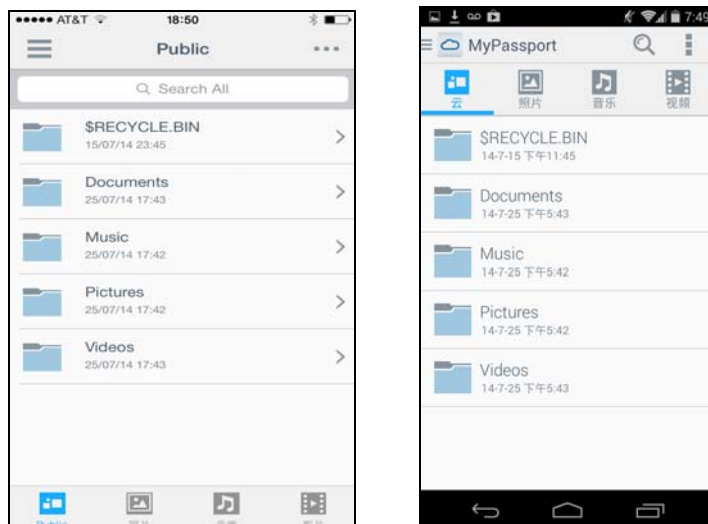 AT&T 18:50
Public
Search All
$RECYCLE.BIN
15/07/14 23:45
Documents
25/07/14 17:43
Music
25/07/14 17:42
Pictures
25/07/14 17:42
Videos
25/07/14 17:43
7:49
MyPassport
云 照片 音乐 视频
$RECYCLE.BIN
14-7-15 下午11:45
Documents
14-7-25 下午5:43
Music
14-7-25 下午5:42
Pictures
14-7-25 下午5:42
Videos
14-7-25 下午5:43